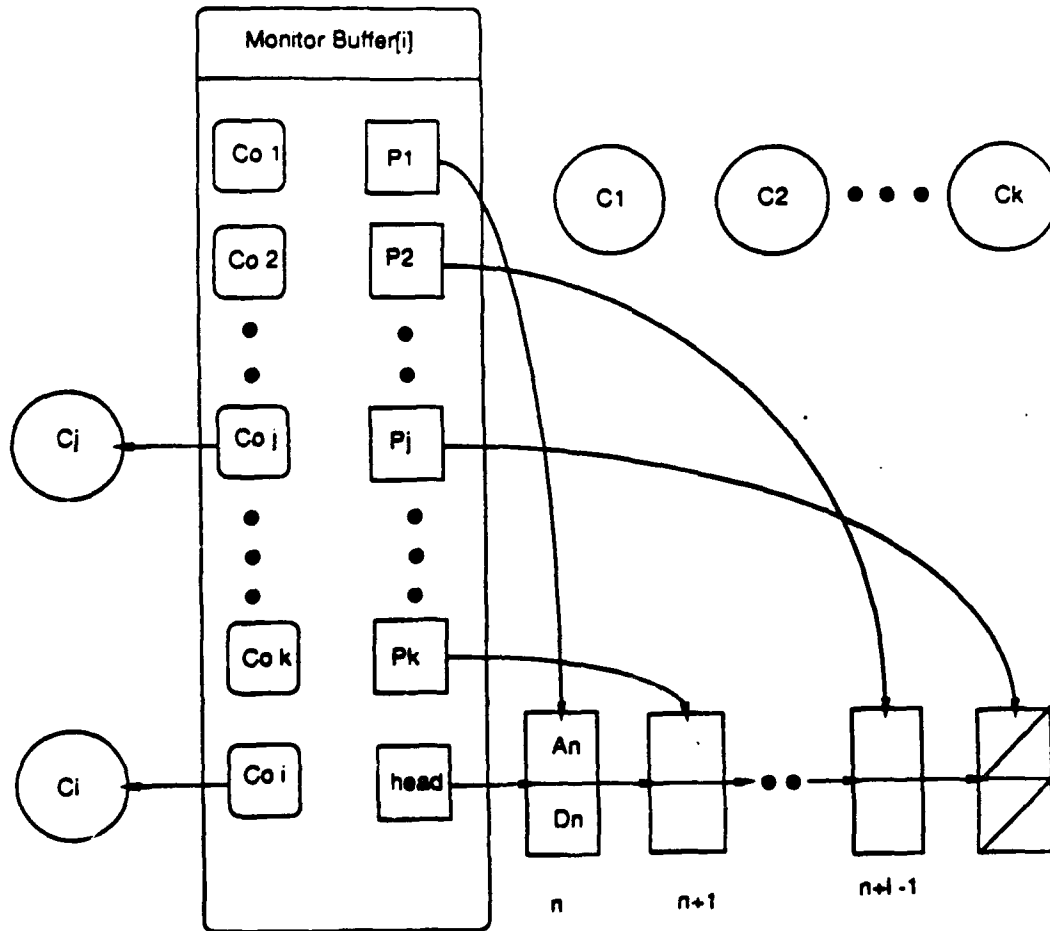 Monitor Buffer[i]
Co 1
P1
C1
C2
Ck
Co 2
P2
Cj
Co j
Pj
Co k
Pk
Ci
Co i
head
An
Dn
n
n+1
n+l -1